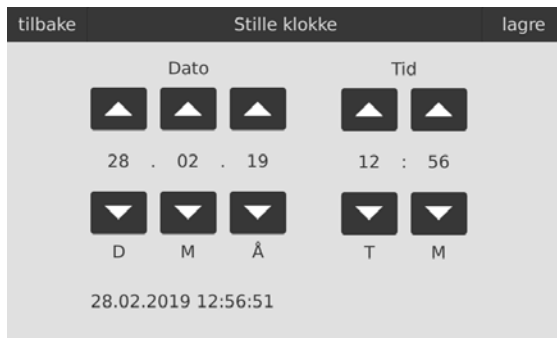 tilbake Stille klokke lagre
Dato Tid
28 . 02 . 19 12 : 56
D M Å T M
28.02.2019 12:56:51